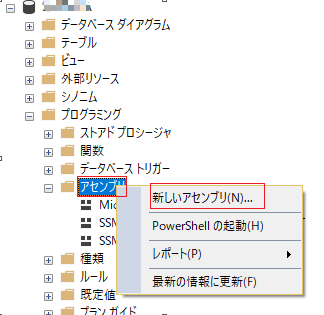 データベース ダイアグラム
テーブル
ビュー
外部リソース
シノニム
プログラミング
ストアド プロシージャ
関数
データベース トリガー
アセンブリ
新しいアセンブリ(N)...
Mic
PowerShell の起動(H)
SSM
レポート(P)
SSM
最新の情報に更新(F)
種類
ルール
既定値
プラン ガイド